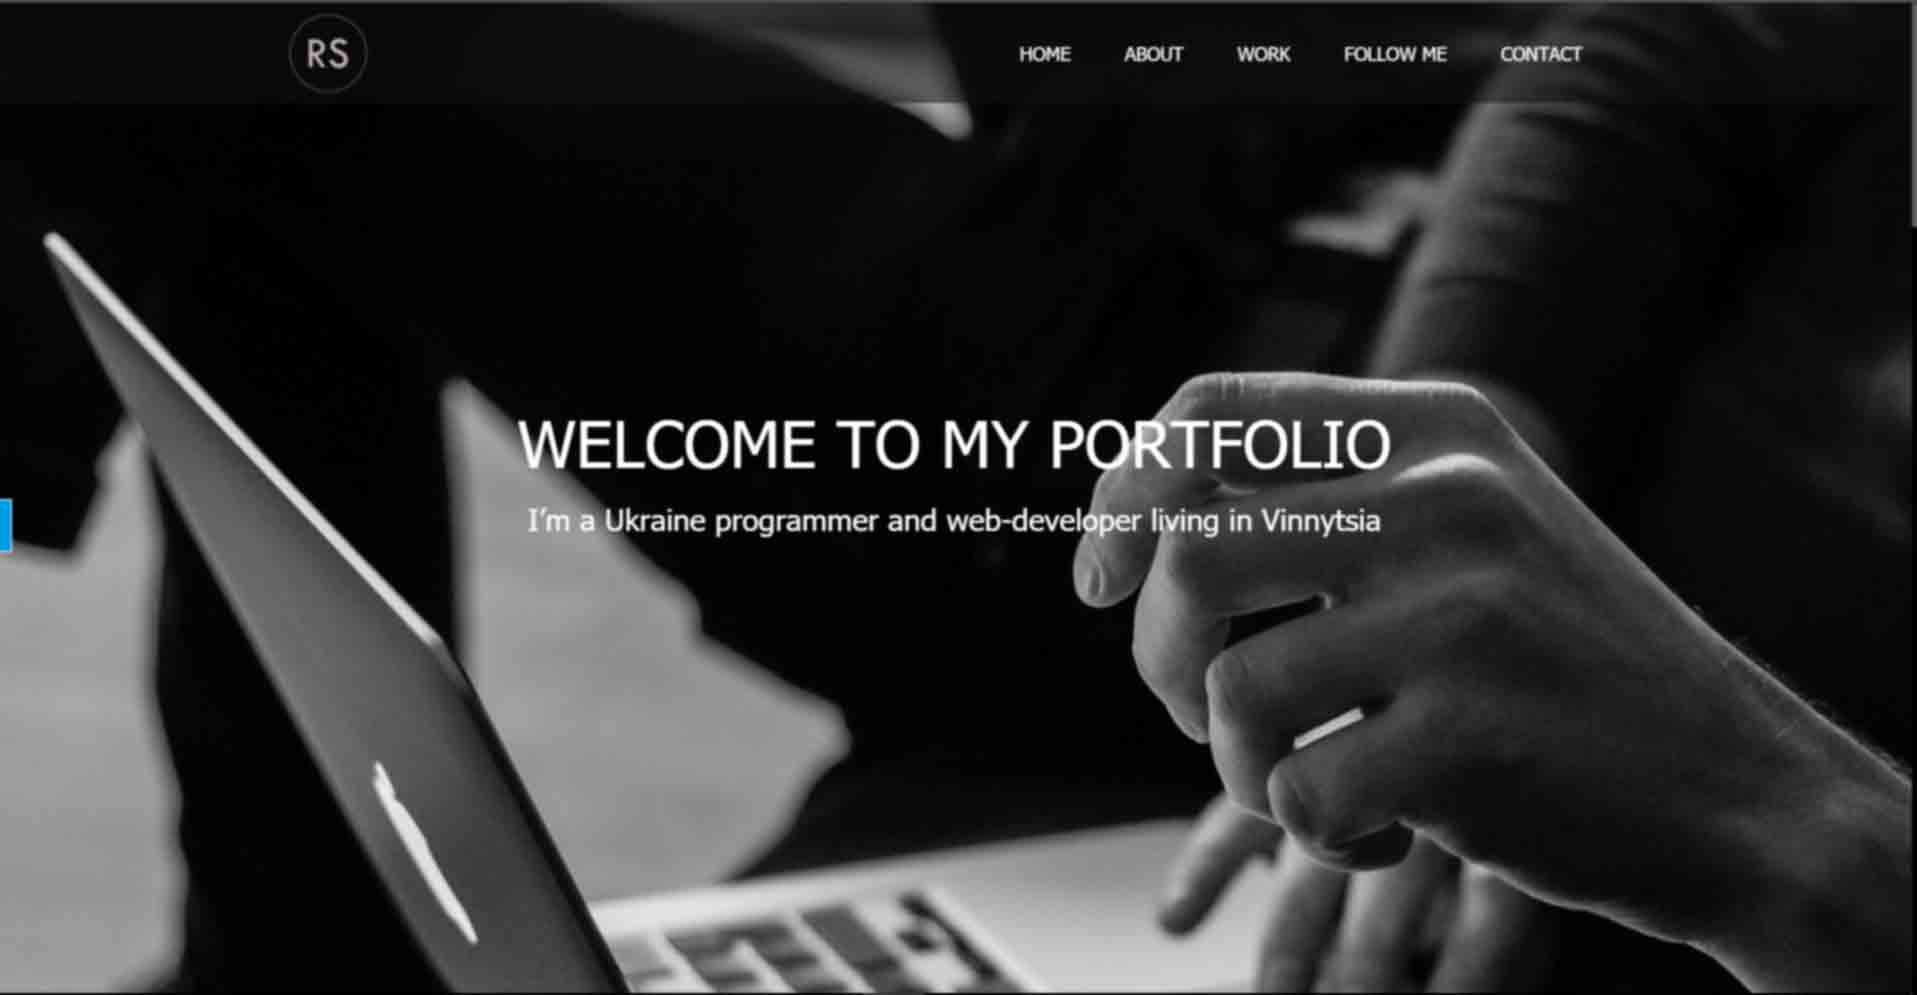 RS
HOME ABOUT WORK FOLLOW ME CONTACT
WELCOME TO MY PORTFOLIO
I’m a Ukraine programmer and web-developer living in Vinnytsia